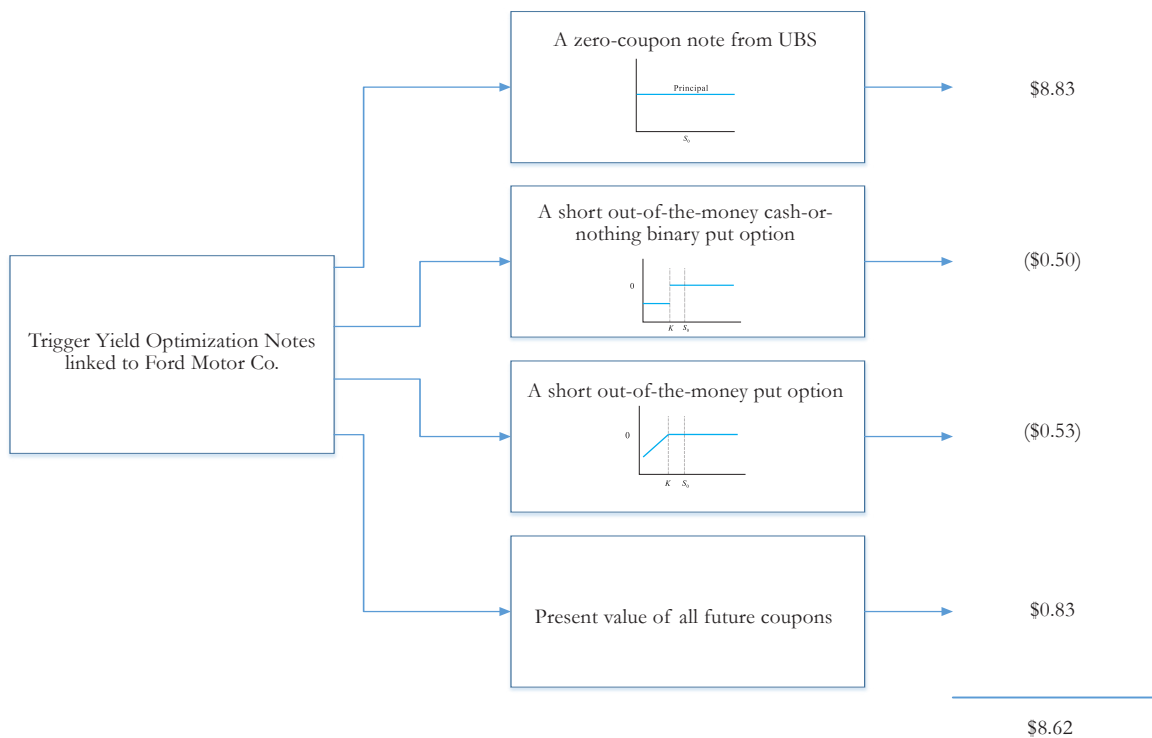 A zero-coupon note from UBS
Principal
S₀
$8.83
A short out-of-the-money cash-or-
nothing binary put option
0
K S₀
($0.50)
Trigger Yield Optimization Notes
linked to Ford Motor Co.
A short out-of-the-money put option
0
K S₀
($0.53)
Present value of all future coupons
$0.83
$8.62